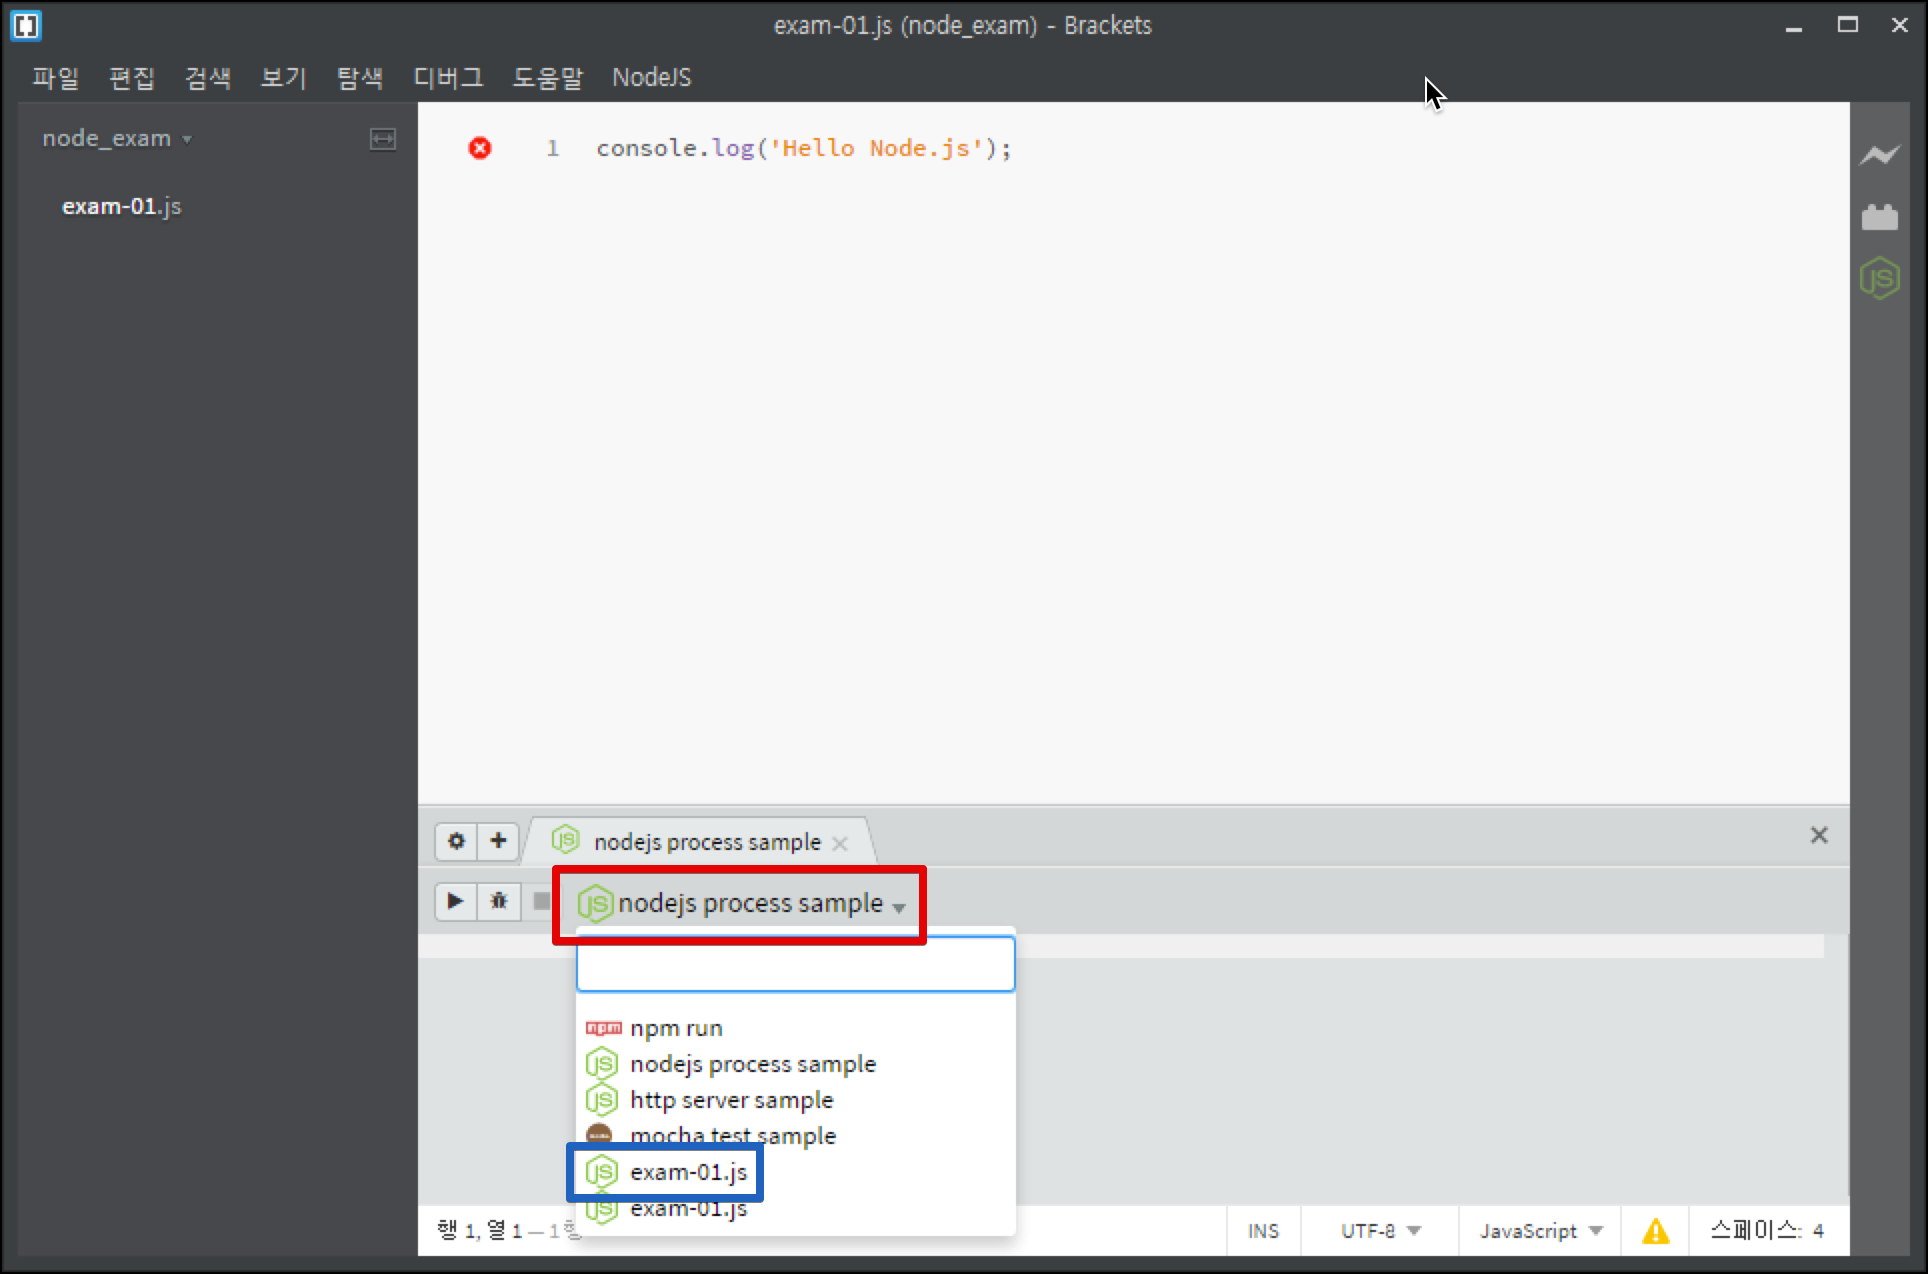 exam-01.js (node_exam) - Brackets
파일 편집 검색 보기 탐색 디버그 도움말 NodeJS
node_exam
exam-01.js
1 console.log('Hello Node.js');
nodejs process sample
nodejs process sample
npm run
nodejs process sample
http server sample
mocha test sample
exam-01.js
exam-01.js
행 1, 열 1 — 1
INS UTF-8 JavaScript 스페이스: 4